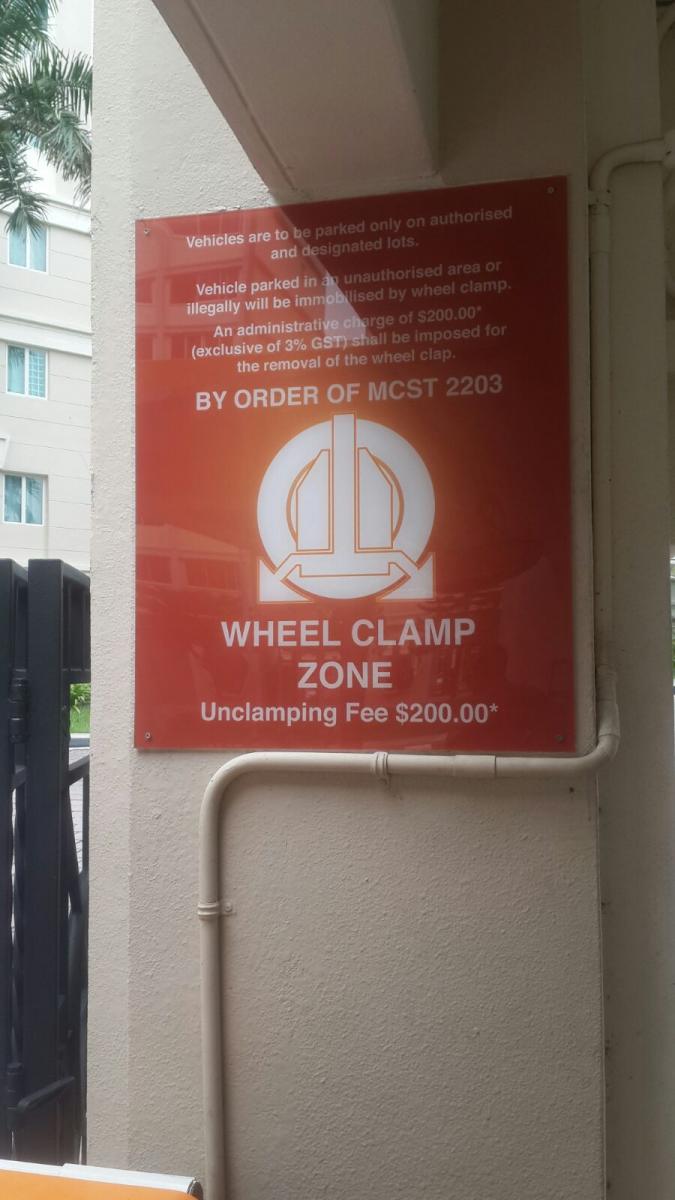 Vehicles are to be parked only on authorised
and designated lots.
Vehicle parked in an unauthorised area or
illegally will be immobilised by wheel clamp.
An administrative charge of $200.00*
(exclusive of 3% GST) shall be imposed for
the removal of the wheel clap.
BY ORDER OF MCST 2203
WHEEL CLAMP
ZONE
Unclamping Fee $200.00*